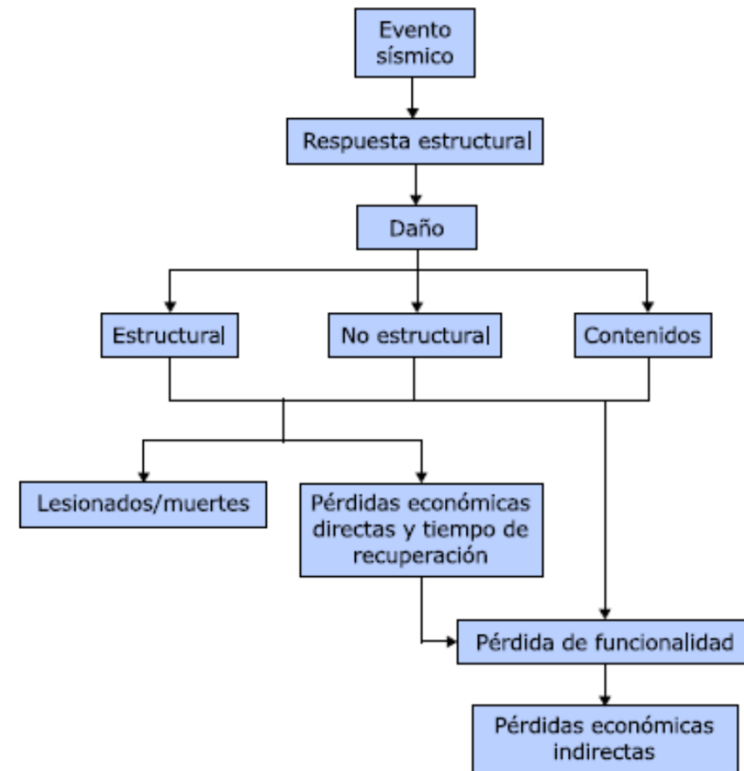 Evento
sísmico
Respuesta estructural
Daño
Estructural
No estructural
Contenidos
Lesionados/muertes
Pérdidas económicas
directas y tiempo de
recuperación
Pérdida de funcionalidad
Pérdidas económicas
indirectas